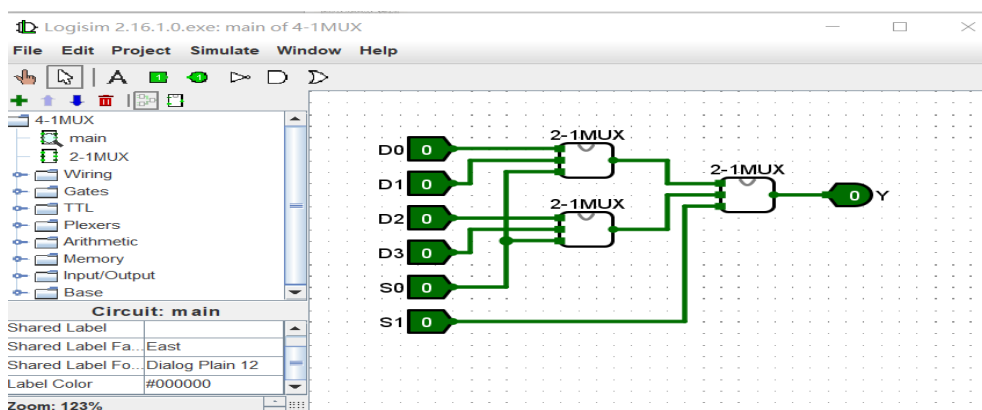 Logisim 2.16.1.0.exe: main of 4-1MUX
File Edit Project Simulate Window Help
A
4-1MUX
main
2-1MUX
Wiring
Gates
TTL
Plexers
Arithmetic
Memory
Input/Output
Base
Circuit: main
Shared Label
Shared Label Fa... East
Shared Label Fo... Dialog Plain 12
Label Color #000000
Zoom: 123%
2-1MUX
D0 0
2-1MUX
D1 0
0 Y
2-1MUX
D2 0
D3 0
S0 0
S1 0